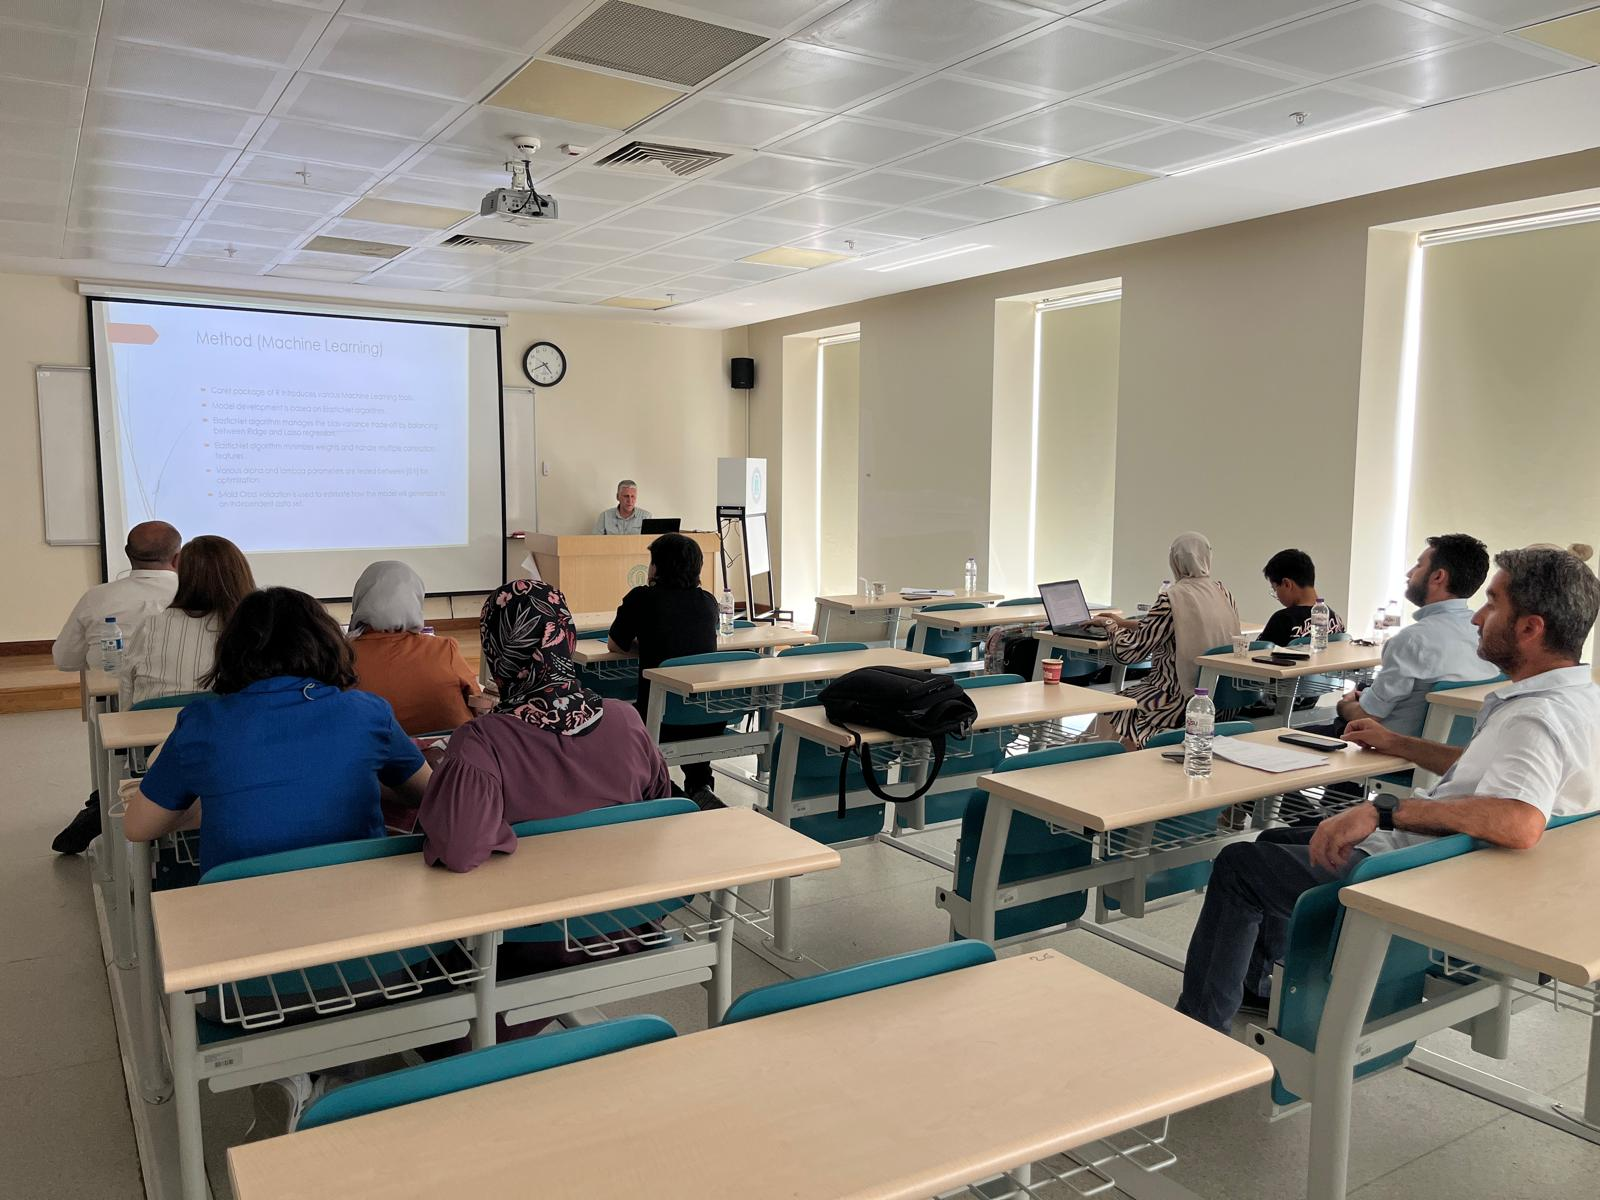 Method (Machine Learning)
Caret package of R introduces various Machine Learning tools.
Model development is based on ElasticNet algorithm.
ElasticNet algorithm manages the bias-variance trade-off by balancing
between Ridge and Lasso regression.
ElasticNet algorithm minimizes weights and handle multiple correlation
features.
Various alpha and lambda parameters are tested between [0,1] for
optimization.
5-fold Cross validation is used to estimate how the model will generalize to
an independent data set.